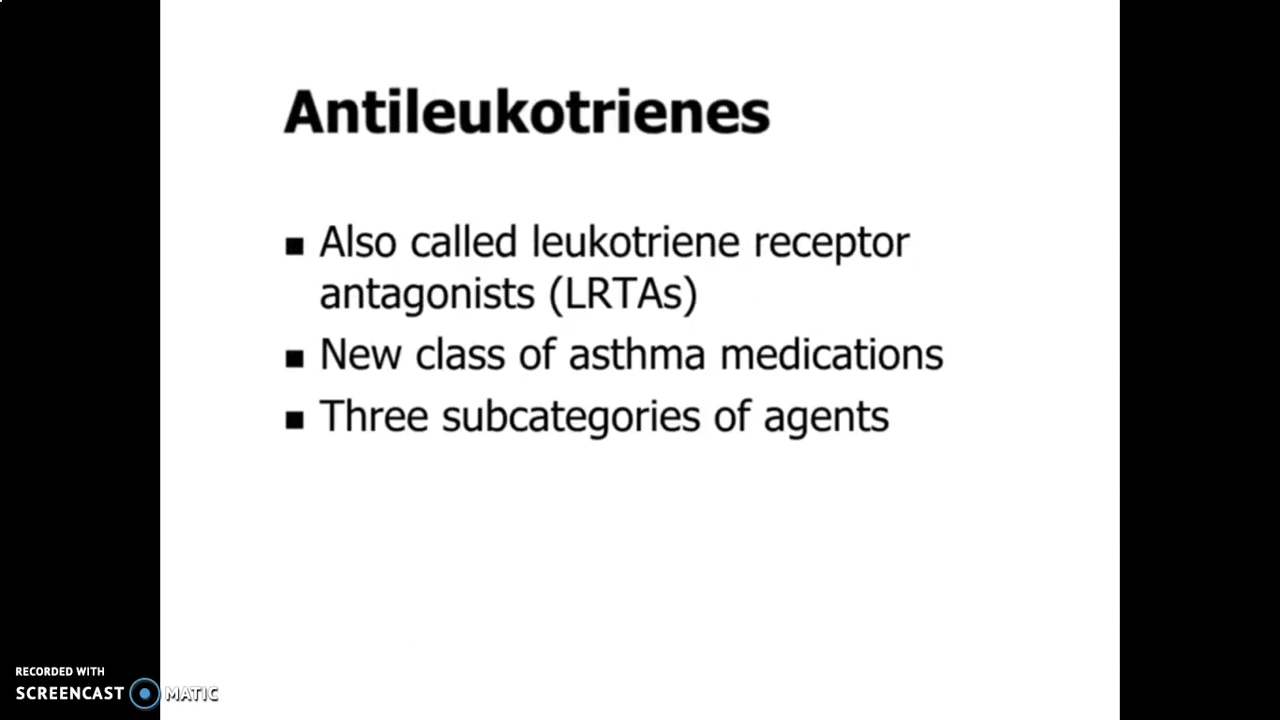 Antileukotrienes
■ Also called leukotriene receptor
antagonists (LRTAs)
■ New class of asthma medications
■ Three subcategories of agents
RECORDED WITH
SCREENCAST MATIC